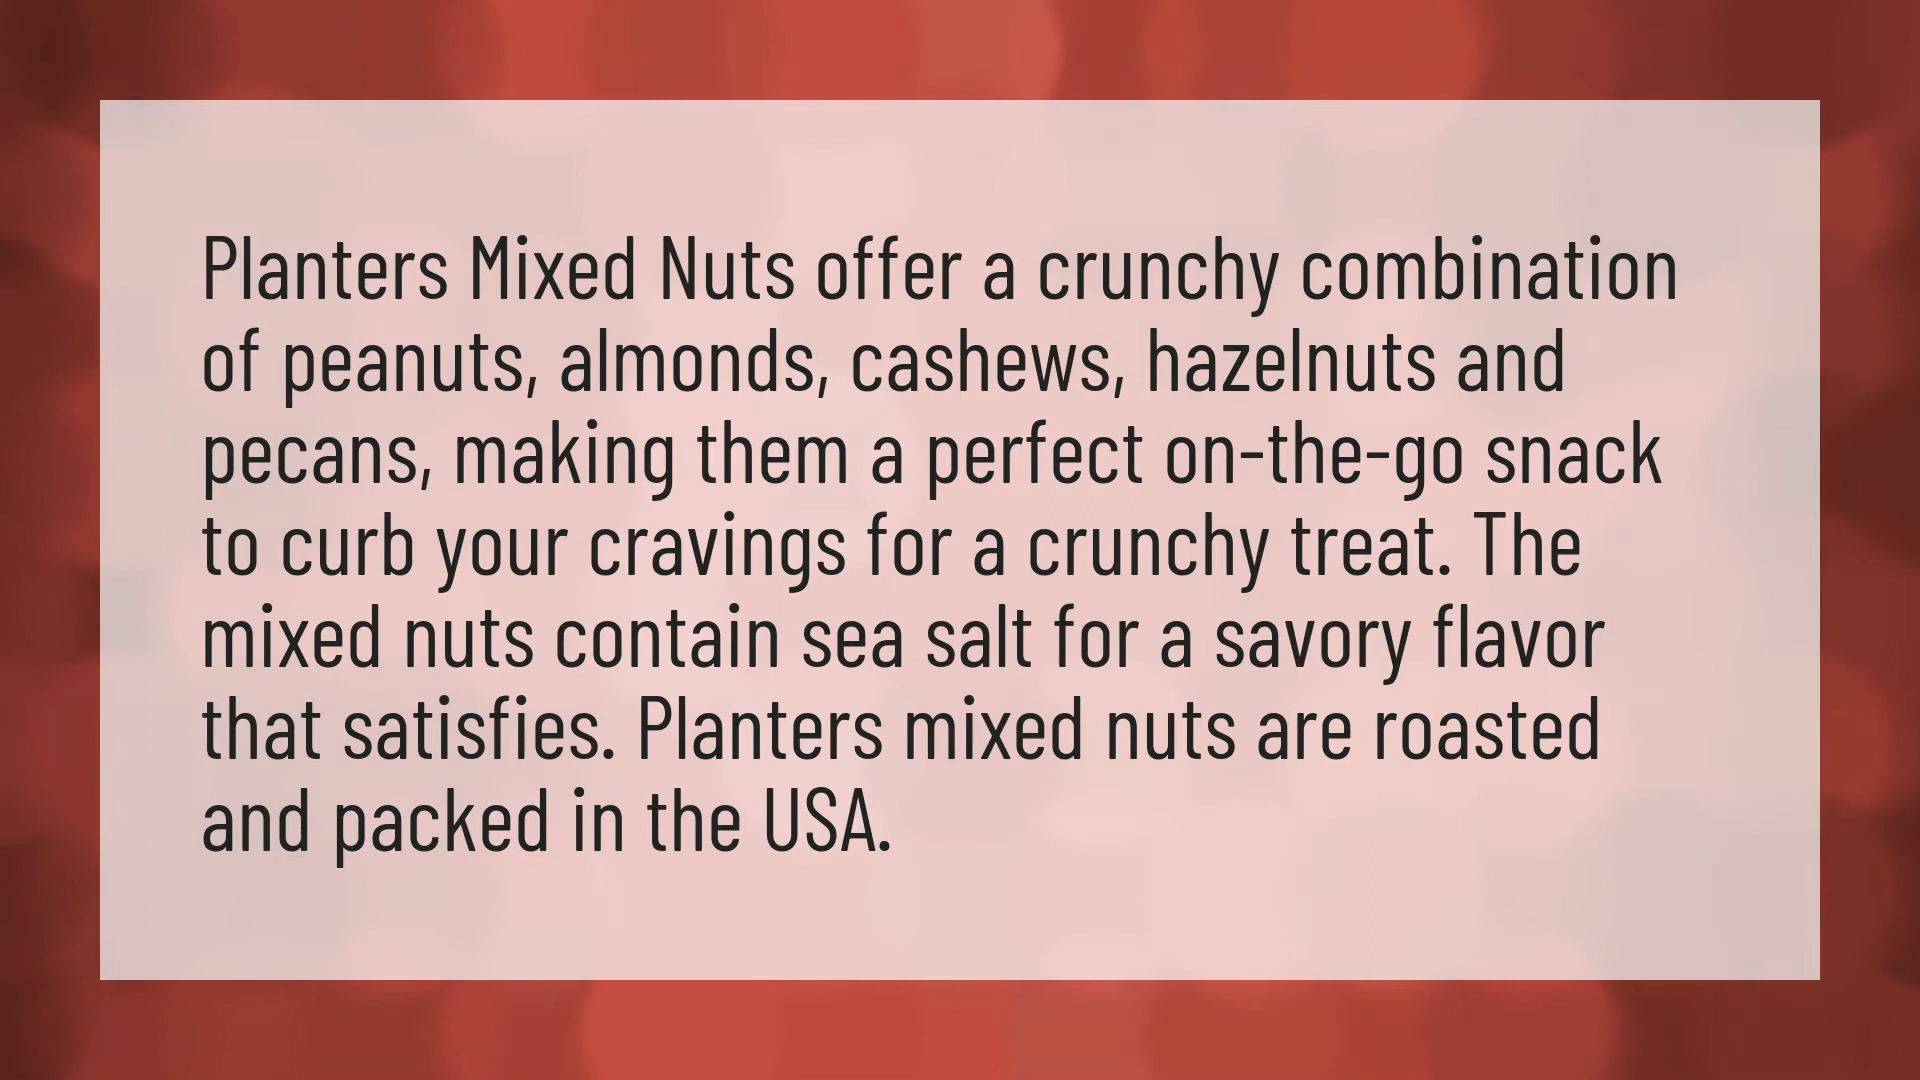 Planters Mixed Nuts offer a crunchy combination
of peanuts, almonds, cashews, hazelnuts and
pecans, making them a perfect on-the-go snack
to curb your cravings for a crunchy treat. The
mixed nuts contain sea salt for a savory flavor
that satisfies. Planters mixed nuts are roasted
and packed in the USA.